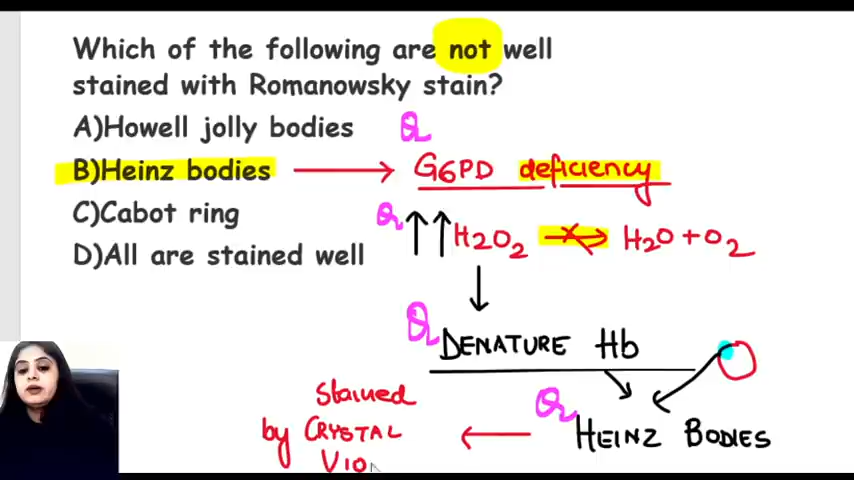 Which of the following are not well
stained with Romanowsky stain?
A)Howell jolly bodies
B)Heinz bodies
G6PD deficiency
C)Cabot ring
H2O2
H2O + O2
D)All are stained well
DENATURE Hb
Stained
by CRYSTAL
VIO
HEINZ BODIES